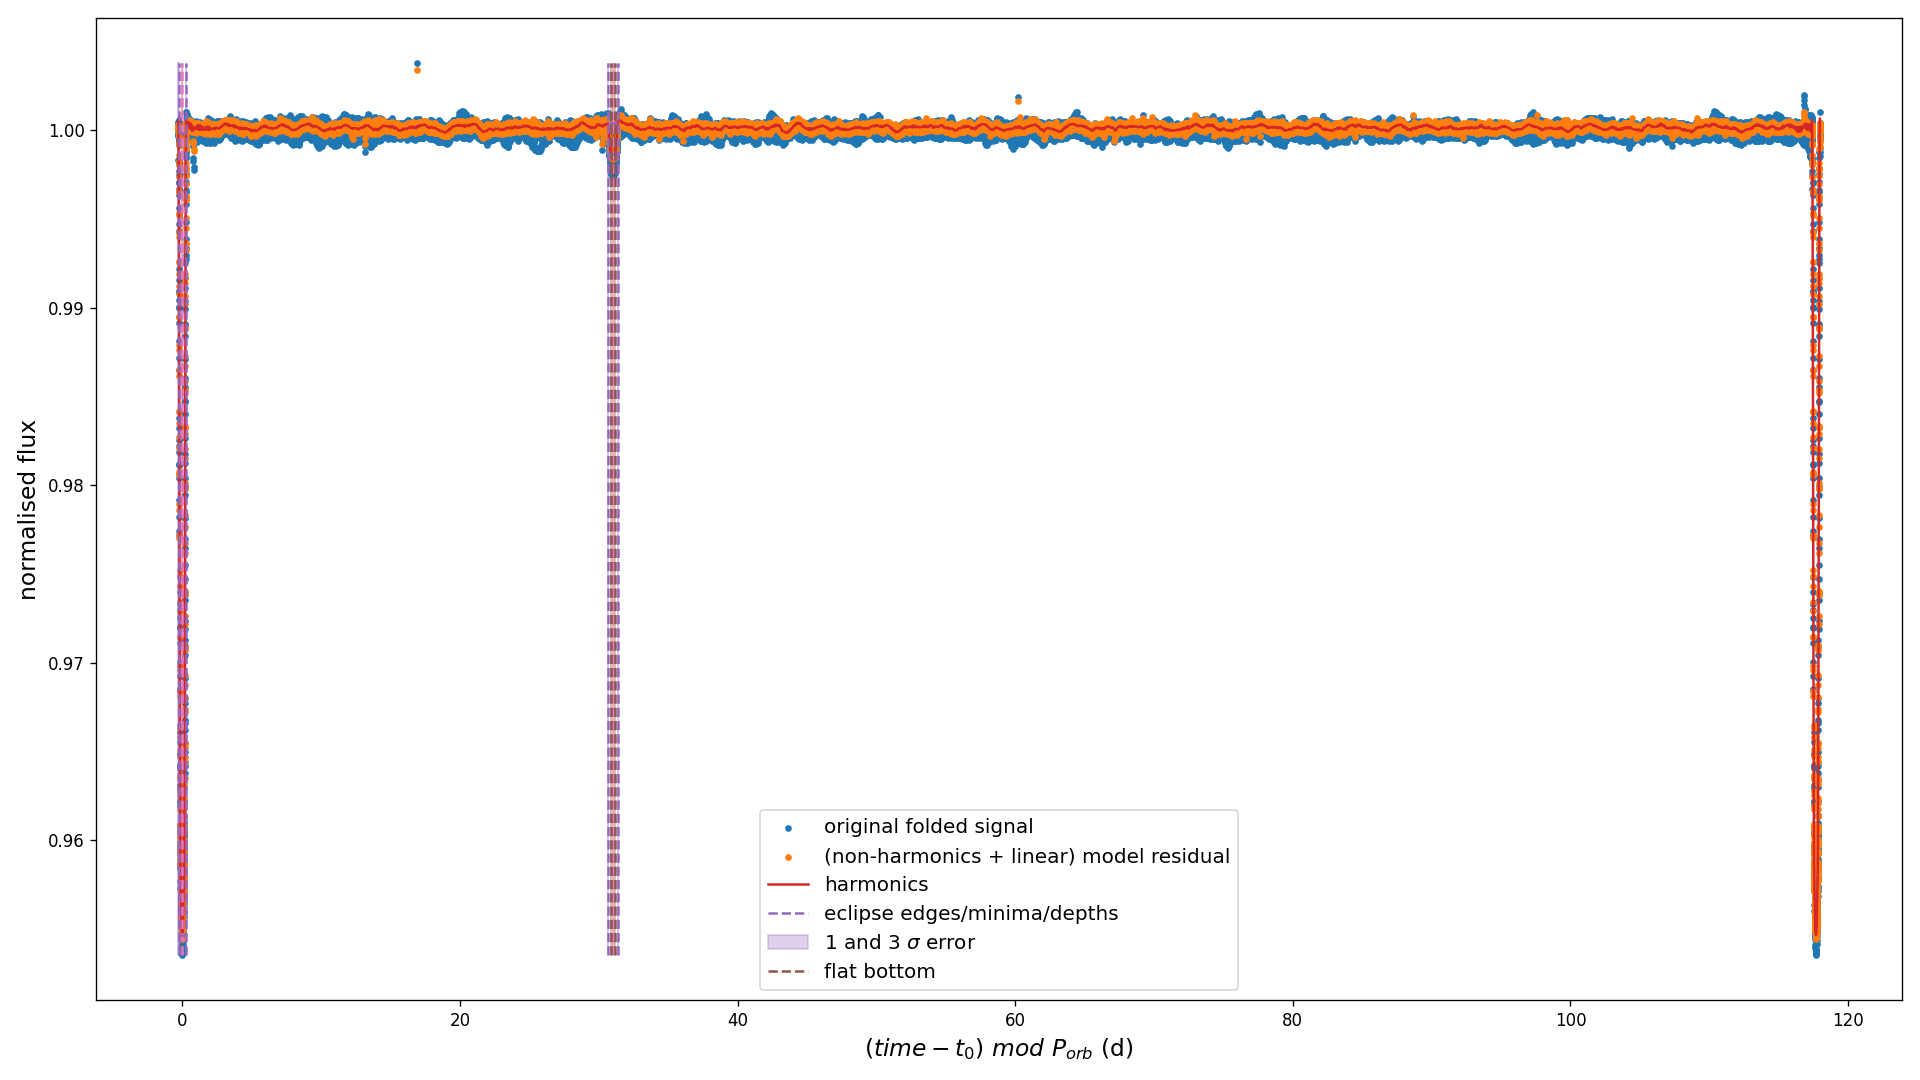 1.00
0.99
0.98
0.97
0.96
normalised flux
original folded signal
(non-harmonics + linear) model residual
harmonics
eclipse edges/minima/depths
1 and 3 σ error
flat bottom
0 20 40 60 80 100 120
(time − t₀) mod Pₒᵣb (d)